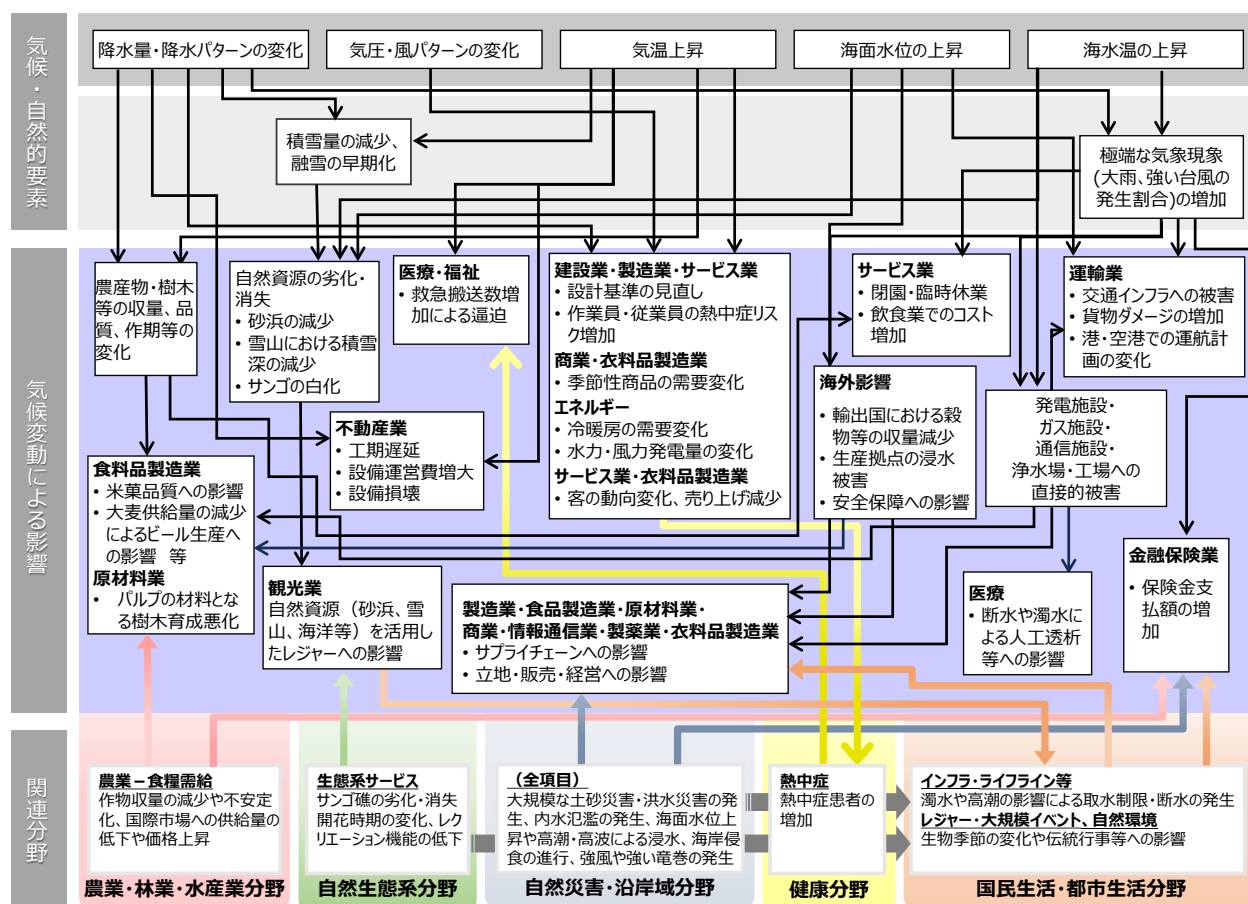 気候・自然的要素
降水量・降水パターンの変化
気圧・風パターンの変化
気温上昇
海面水位の上昇
海水温の上昇
積雪量の減少、
融雪の早期化
極端な気象現象
(大雨、強い台風の
発生割合)の増加
気候変動による影響
農産物・樹木
等の収量、品
質、作期等の
変化
自然資源の劣化・
消失
• 砂浜の減少
• 雪山における積雪
深の減少
• サンゴの白化
医療・福祉
• 救急搬送数増
加による逼迫
建設業・製造業・サービス業
• 設計基準の見直し
• 作業員・従業員の熱中症リス
ク増加
商業・衣料品製造業
• 季節性商品の需要変化
エネルギー
• 冷暖房の需要変化
• 水力・風力発電量の変化
サービス業・衣料品製造業
• 客の動向変化、売り上げ減少
サービス業
• 閉園・臨時休業
• 飲食業でのコスト
増加
運輸業
• 交通インフラへの被害
• 貨物ダメージの増加
• 港・空港での運航計
画の変化
海外影響
• 輸出国における穀
物等の収量減少
• 生産拠点の浸水
被害
• 安全保障への影響
発電施設・
ガス施設・
通信施設・
浄水場・工場への
直接的被害
不動産業
• 工期遅延
• 設備運営費増大
• 設備損壊
食料品製造業
• 米菓品質への影響
• 大麦供給量の減少
によるビール生産へ
の影響 等
原材料業
• パルプの材料とな
る樹木育成悪化
観光業
自然資源（砂浜、雪
山、海洋等）を活用し
たレジャーへの影響
製造業・食品製造業・原材料業・
商業・情報通信業・製薬業・衣料品製造業
• サプライチェーンへの影響
• 立地・販売・経営への影響
医療
• 断水や濁水に
よる人工透析
等への影響
金融保険業
• 保険金支
払額の増
加
関連分野
農業－食糧需給
作物収量の減少や不安定
化、国際市場への供給量の
低下や価格上昇
農業・林業・水産業分野
生態系サービス
サンゴ礁の劣化・消失
開花時期の変化、レク
リエーション機能の低下
自然生態系分野
（全項目）
大規模な土砂災害・洪水災害の発
生、内水氾濫の発生、海面水位上
昇や高潮・高波による浸水、海岸侵
食の進行、強風や強い竜巻の発生
自然災害・沿岸域分野
熱中症
熱中症患者の
増加
健康分野
インフラ・ライフライン等
濁水や高潮の影響による取水制限・断水の発生
レジャー・大規模イベント、自然環境
生物季節の変化や伝統行事等への影響
国民生活・都市生活分野